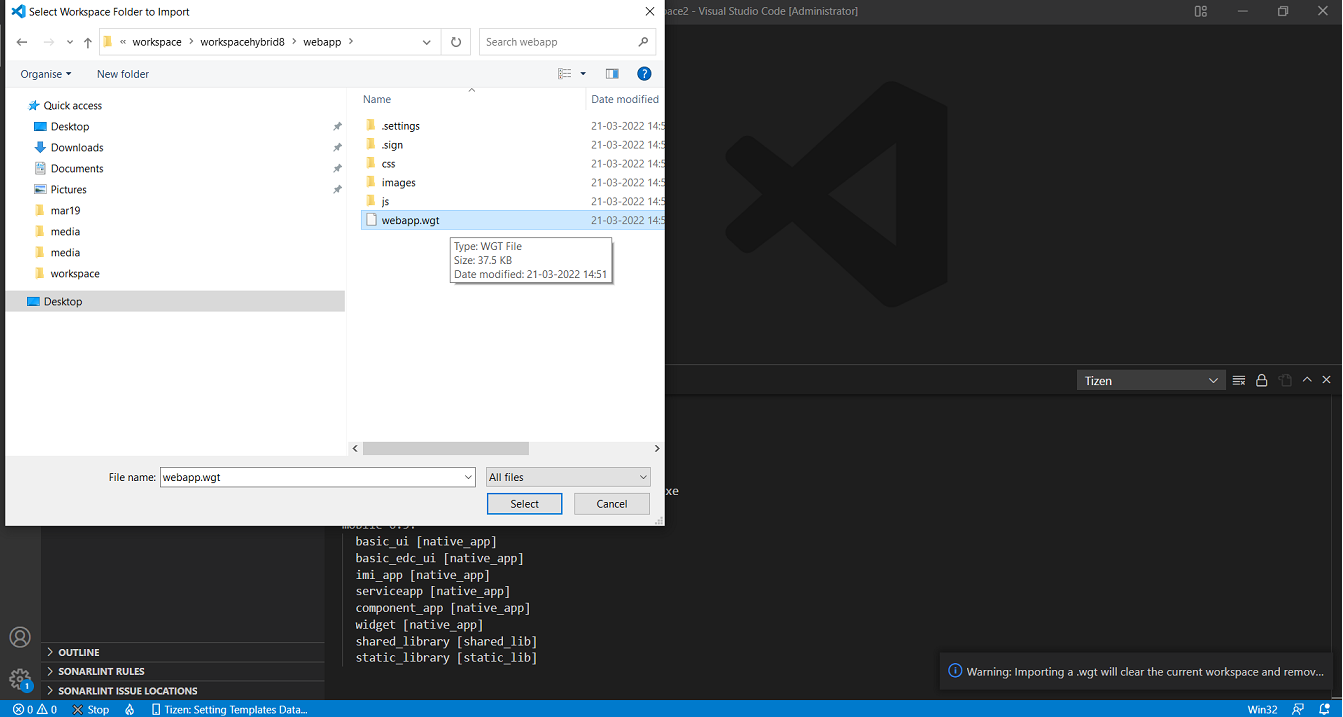 Select Workspace Folder to Import
pace2 - Visual Studio Code [Administrator]
« workspace > workspacehybrid8 > webapp >
Search webapp
Organise
New folder
Name
Date modified
Quick access
Desktop
Downloads
Documents
Pictures
mar19
media
media
workspace
Desktop
.settings 21-03-2022 14:5
.sign 21-03-2022 14:5
css 21-03-2022 14:5
images 21-03-2022 14:5
js 21-03-2022 14:5
webapp.wgt 21-03-2022 14:5
Type: WGT File
Size: 37.5 KB
Date modified: 21-03-2022 14:51
File name: webapp.wgt
All files
Select
Cancel
Tizen
xe
basic_ui [native_app]
basic_edc_ui [native_app]
imi_app [native_app]
serviceapp [native_app]
component_app [native_app]
widget [native_app]
shared_library [shared_lib]
static_library [static_lib]
OUTLINE
SONARLINT RULES
SONARLINT ISSUE LOCATIONS
1
Warning: Importing a .wgt will clear the current workspace and remov...
0 0 Stop Tizen: Setting Templates Data...
Win32